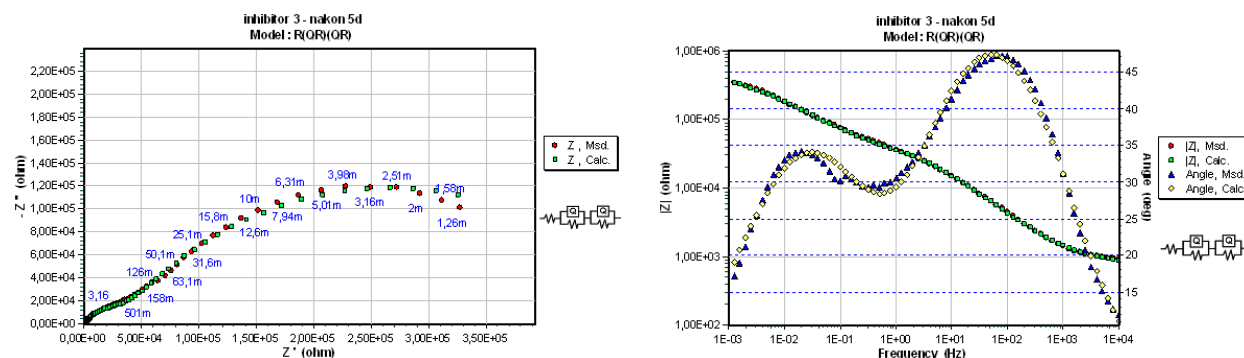 inhibitor 3 - nakon 5d
Model : R(QR)(QR)
2,20E+05
2,00E+05
1,80E+05
1,60E+05
1,40E+05
1,20E+05
1,00E+05
8,00E+04
6,00E+04
4,00E+04
2,00E+04
0,00E+00
- Z'' (ohm)
3,98m
2,51m
6,31m
1,58m
10m
5,01m
3,16m
2m
15,8m
7,94m
1,26m
25,1m
12,6m
50,1m
31,6m
126m
63,1m
3,16
158m
501m
0,00E+00
5,00E+04
1,00E+05
1,50E+05
2,00E+05
2,50E+05
3,00E+05
3,50E+05
Z ' (ohm)
Z , Msd.
Z , Calc.
Q
Q
inhibitor 3 - nakon 5d
Model : R(QR)(QR)
1,00E+06
1,00E+05
1,00E+04
1,00E+03
1,00E+02
|Z| (ohm)
45
40
35
30
25
20
15
Angle (deg)
1E-03
1E-02
1E-01
1E+00
1E+01
1E+02
1E+03
1E+04
Frequency (Hz)
|Z|, Msd.
|Z|, Calc.
Angle, Msd.
Angle, Calc.
Q
Q